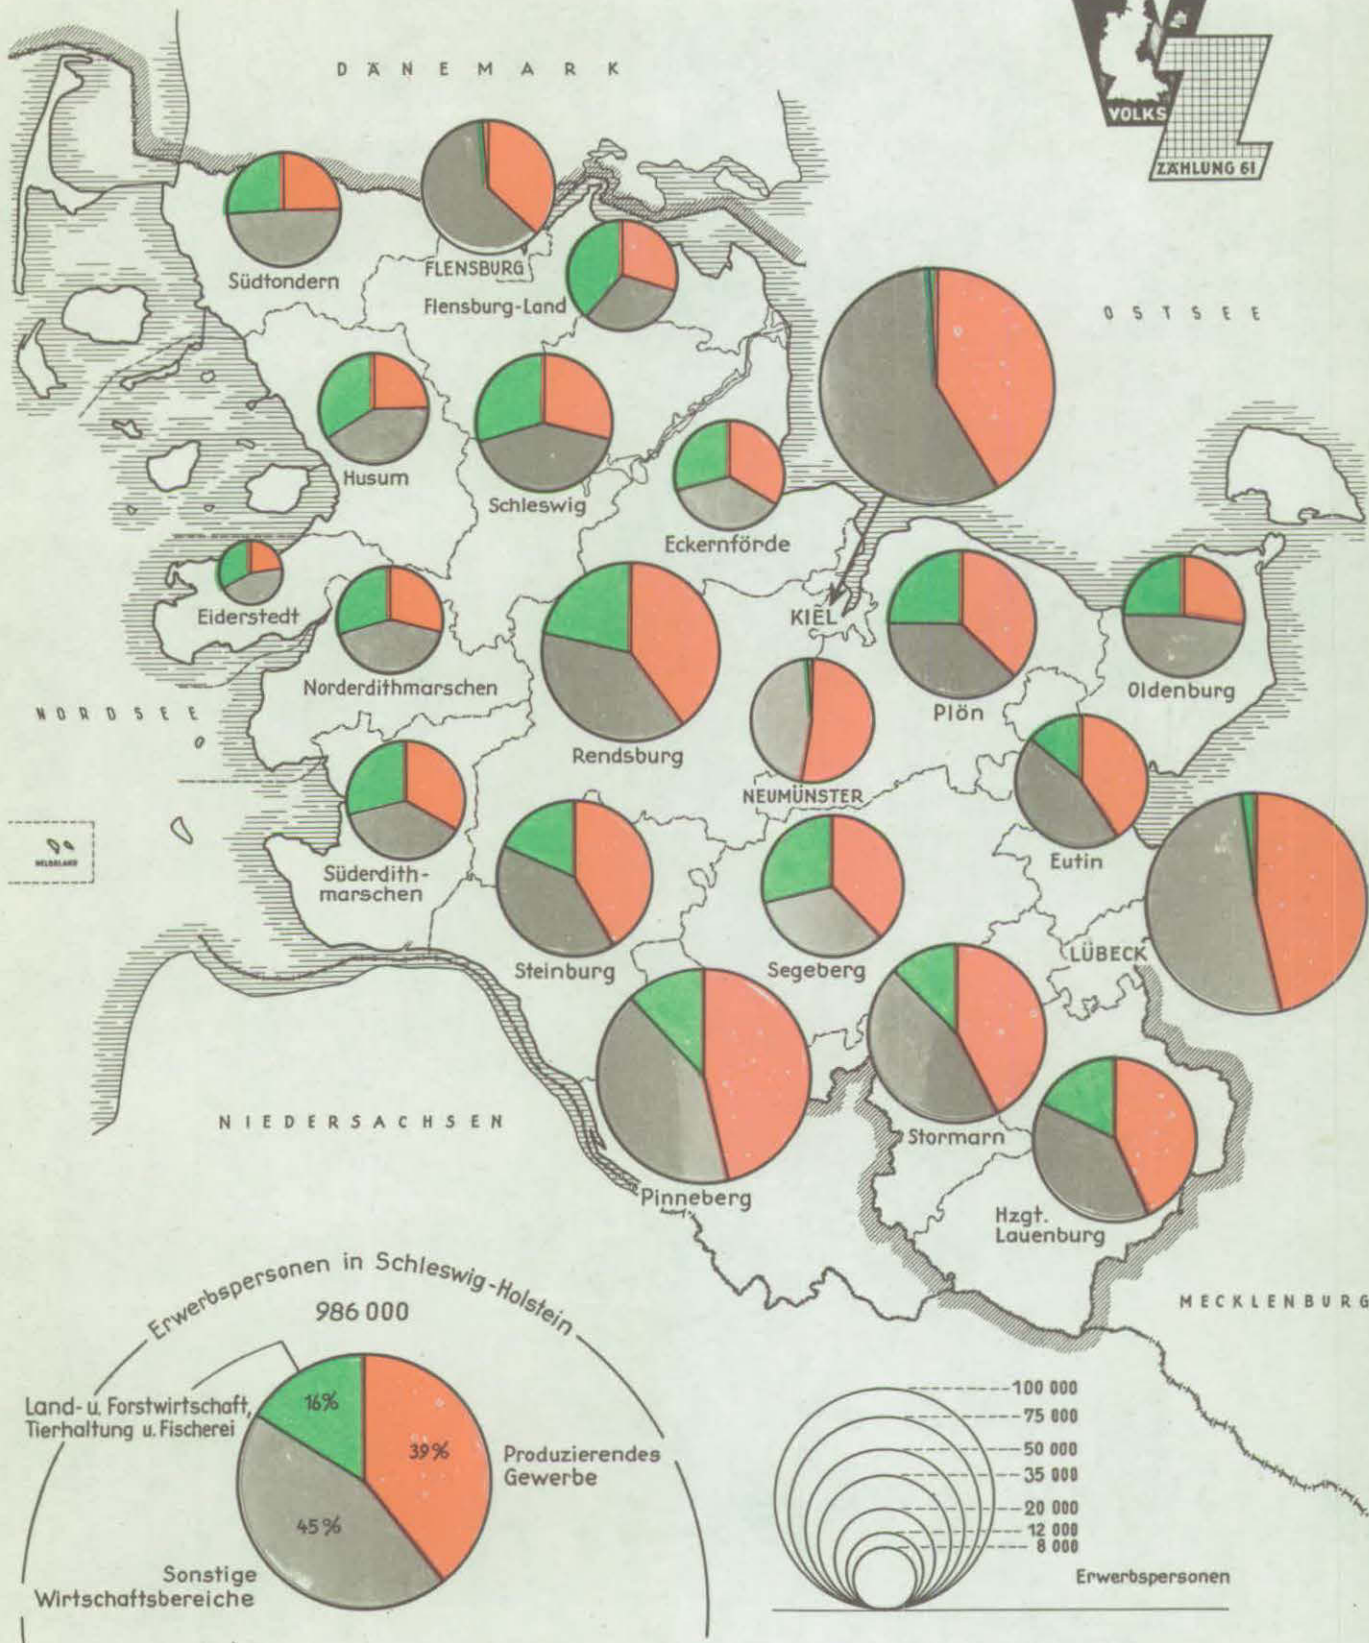 VOLKS
ZÄHLUNG 61
DÄNEMARK
OSTSEE
Südtondern
FLENSBURG
Flensburg-Land
Husum
Schleswig
Eckernförde
Eiderstedt
KIEL
Norderdithmarschen
Plön
Oldenburg
NORDSEE
Rendsburg
NEUMÜNSTER
Eutin
HELGOLAND
Süderdith-
marschen
LÜBECK
Steinburg
Segeberg
NIEDERSACHSEN
Stormarn
Pinneberg
Hzgt.
Lauenburg
MECKLENBURG
Erwerbspersonen in Schleswig-Holstein
986 000
Land- u. Forstwirtschaft,
Tierhaltung u. Fischerei
16%
39%
Produzierendes
Gewerbe
45%
Sonstige
Wirtschaftsbereiche
100 000
75 000
50 000
35 000
20 000
12 000
8 000
Erwerbspersonen